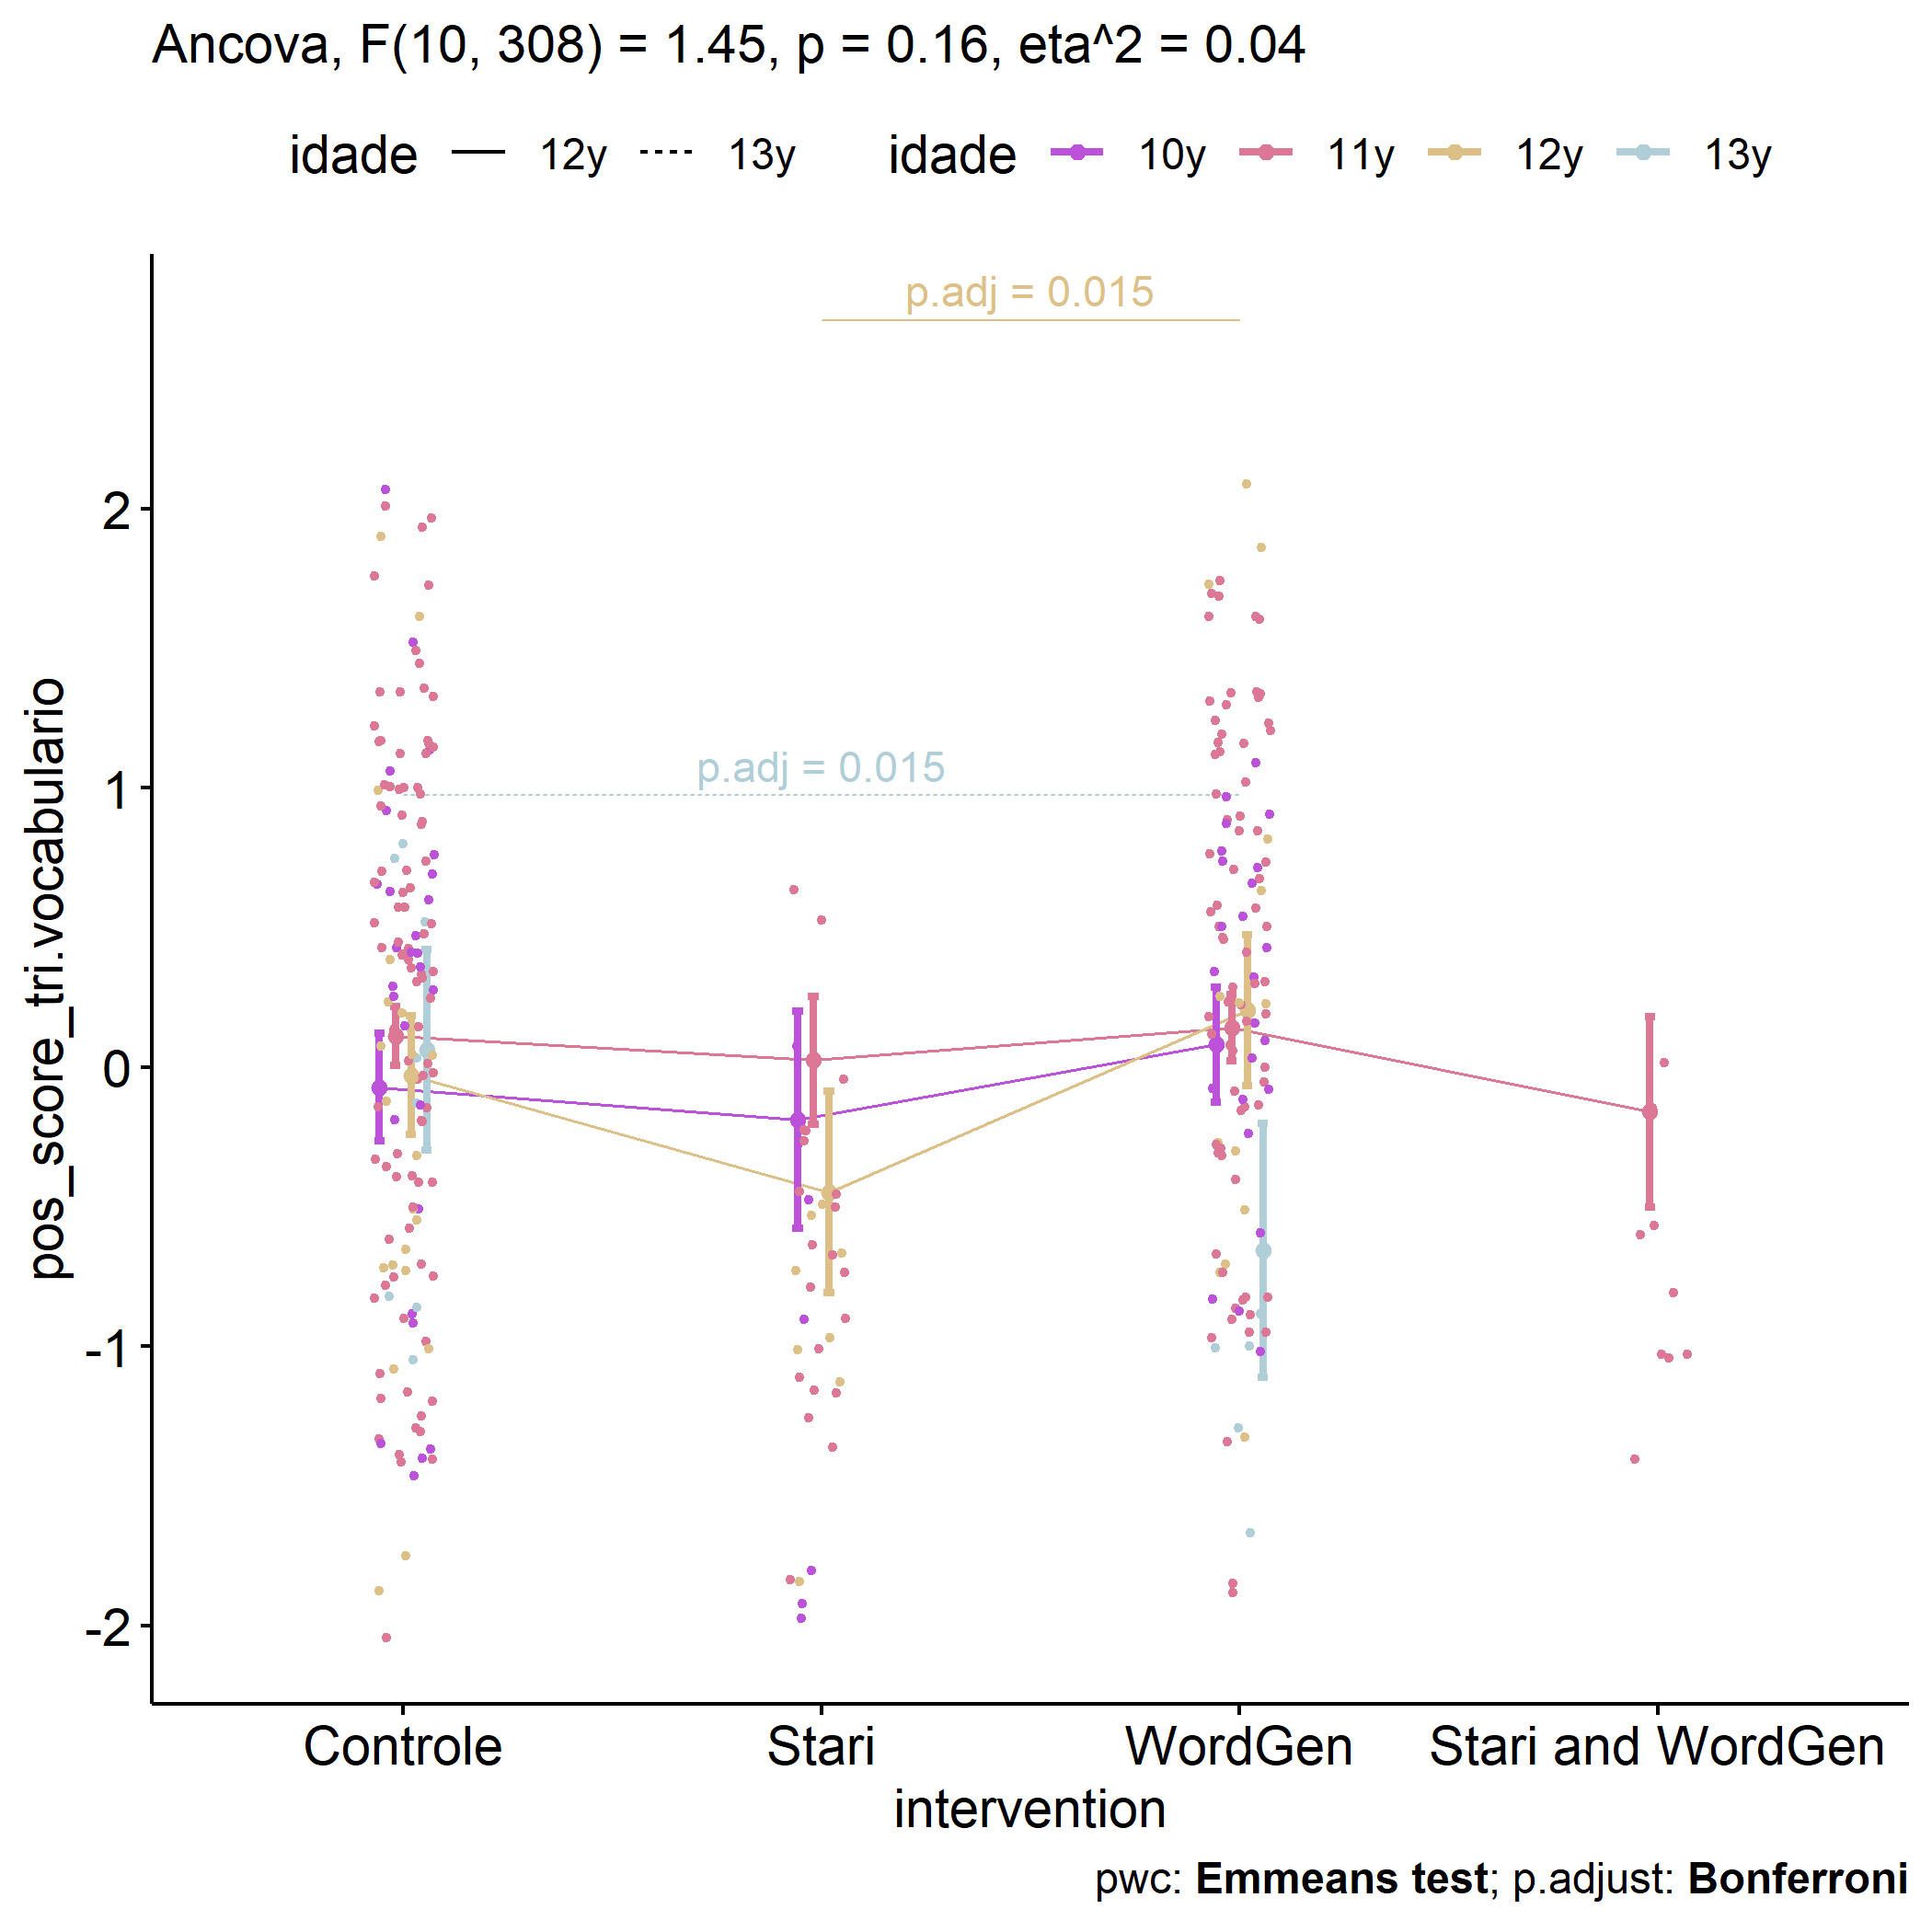 Ancova, F(10, 308) = 1.45, p = 0.16, eta^2 = 0.04
idade 12y 13y idade 10y 11y 12y 13y
p.adj = 0.015
2
p.adj = 0.015
1
0
-1
-2
pos_score_tri.vocabulario
Controle Stari WordGen Stari and WordGen
intervention
pwc: Emmeans test; p.adjust: Bonferroni